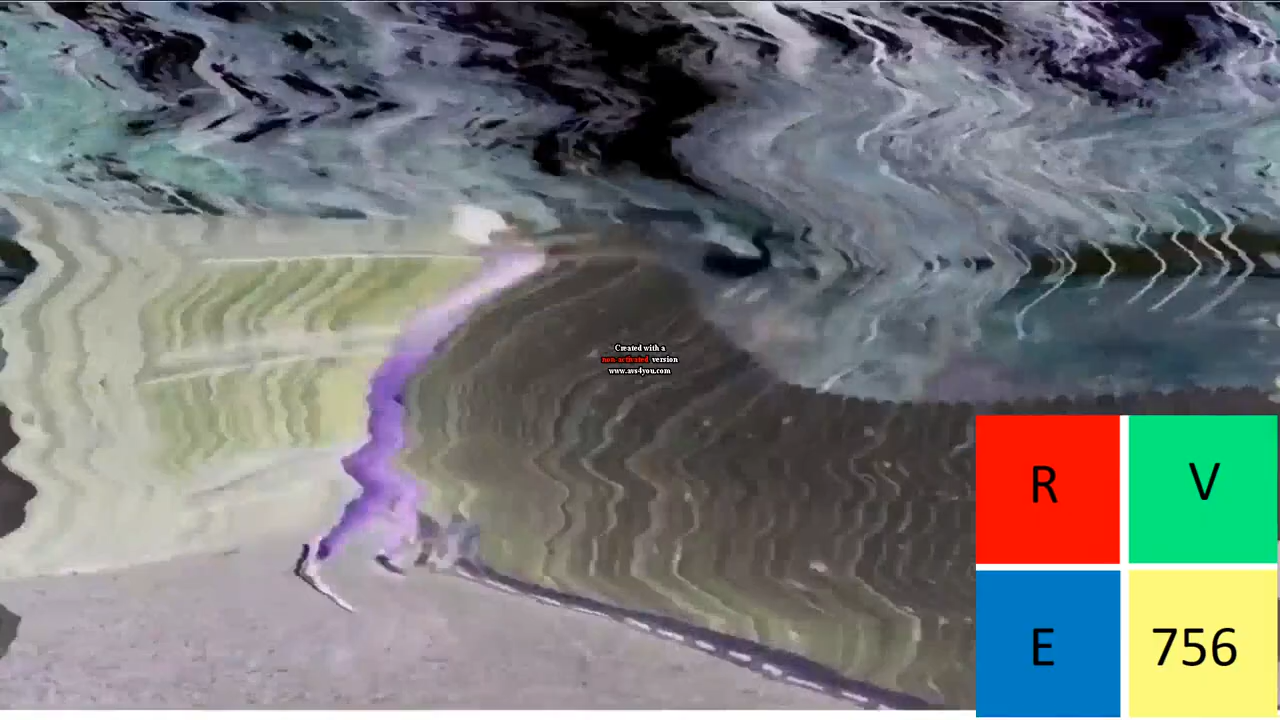 Created with a
non-activated version
www.avs4you.com
R V
E 756